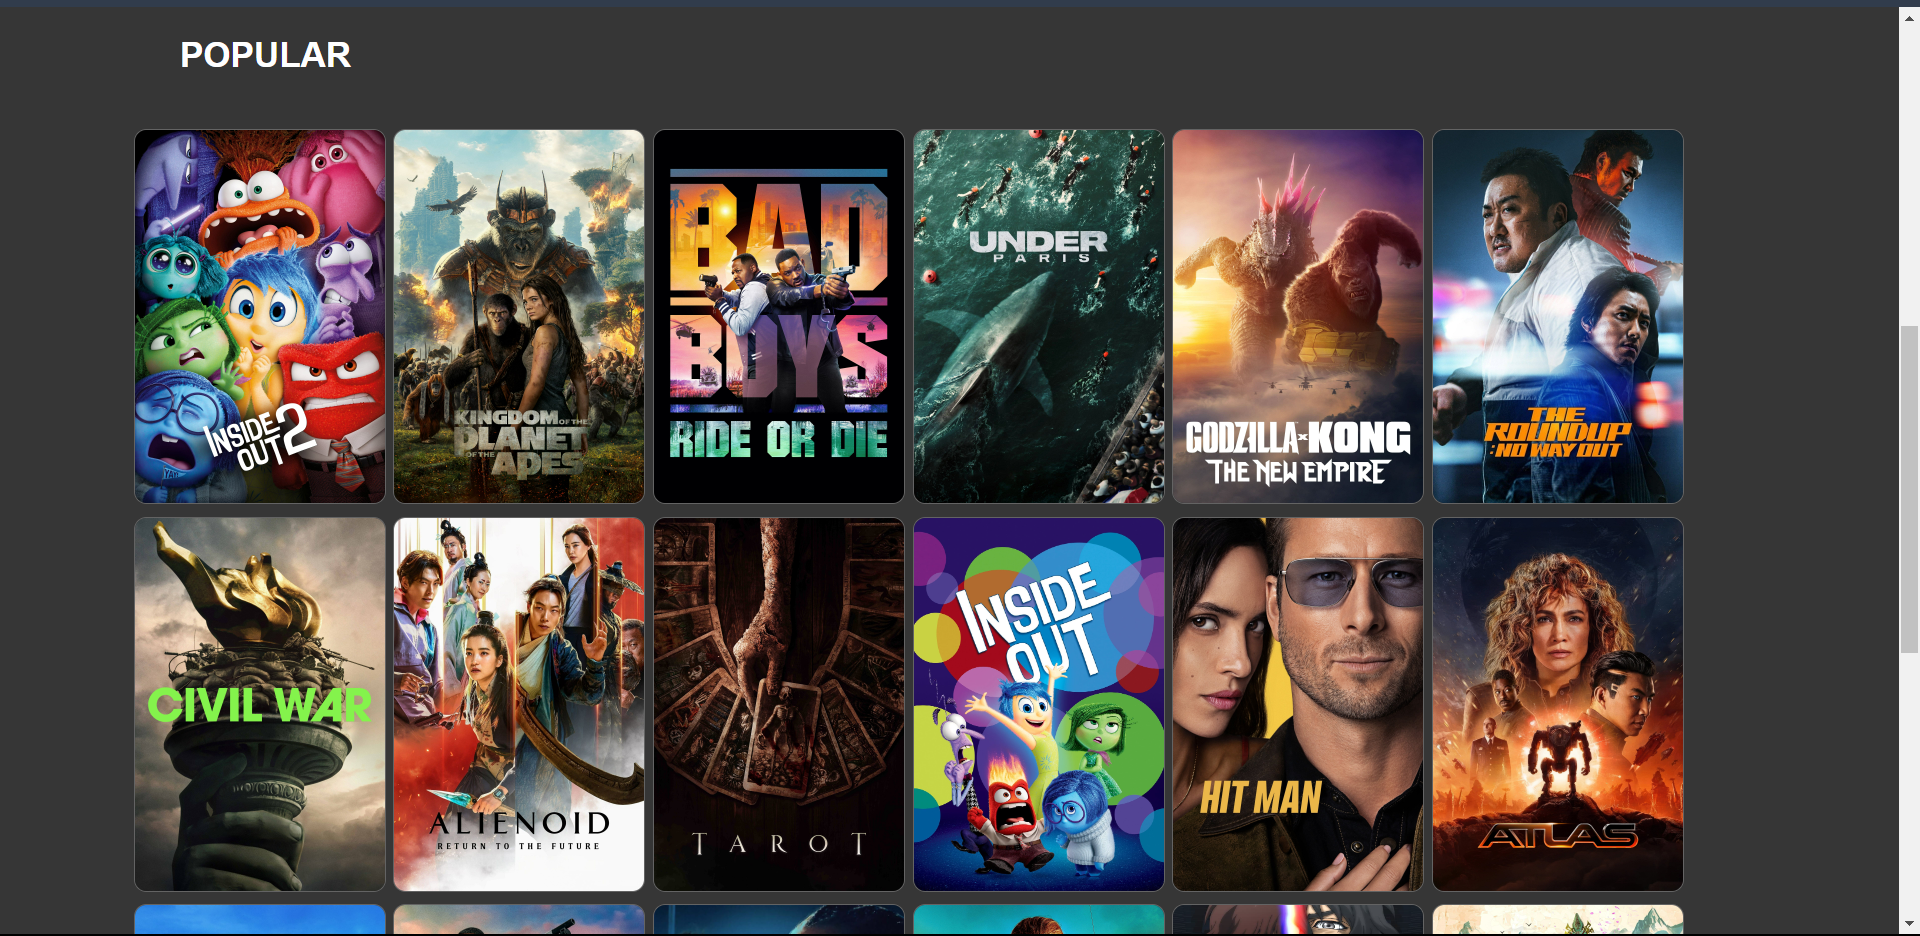 POPULAR
INSIDE
OUT 2
KINGDOM OF THE
PLANET
OF THE
APES
BAD
BOYS
RIDE OR DIE
UNDER
PARIS
GODZILLA x KONG
THE NEW EMPIRE
THE
ROUNDUP
: NO WAY OUT
CIVIL WAR
ALIENOID
RETURN TO THE FUTURE
TAROT
INSIDE
OUT
HIT MAN
ATLAS